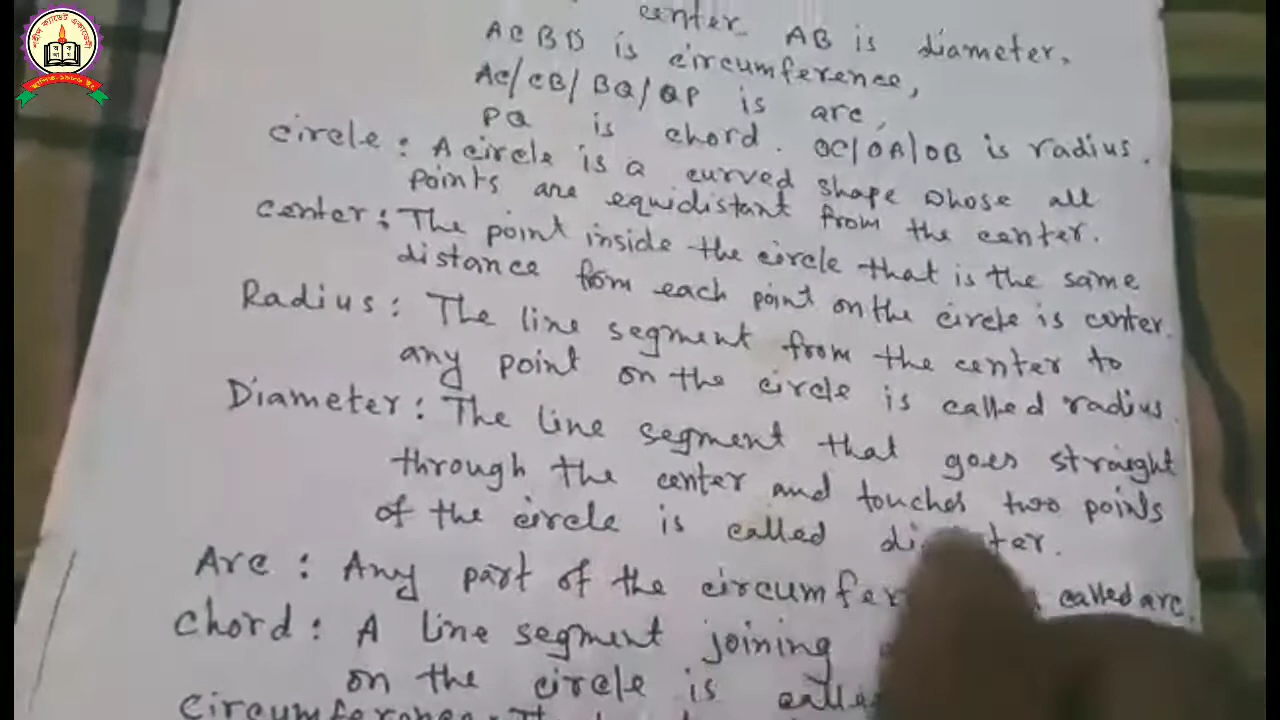 center AB is diameter.
ACBD is circumference,
AC/CB/BQ/QP is arc,
PQ is chord. OC/OA/OB is radius.
circle: A circle is a curved shape whose all
points are equidistant from the center.
center: The point inside the circle that is the same
distance from each point on the circle is center.
Radius: The line segment from the center to
any point on the circle is called radius.
Diameter: The line segment that goes straight
through the center and touches two points
of the circle is called
Arc: Any part of the called arc.
Chord: A line segment joining
on the circle is
Circumference: